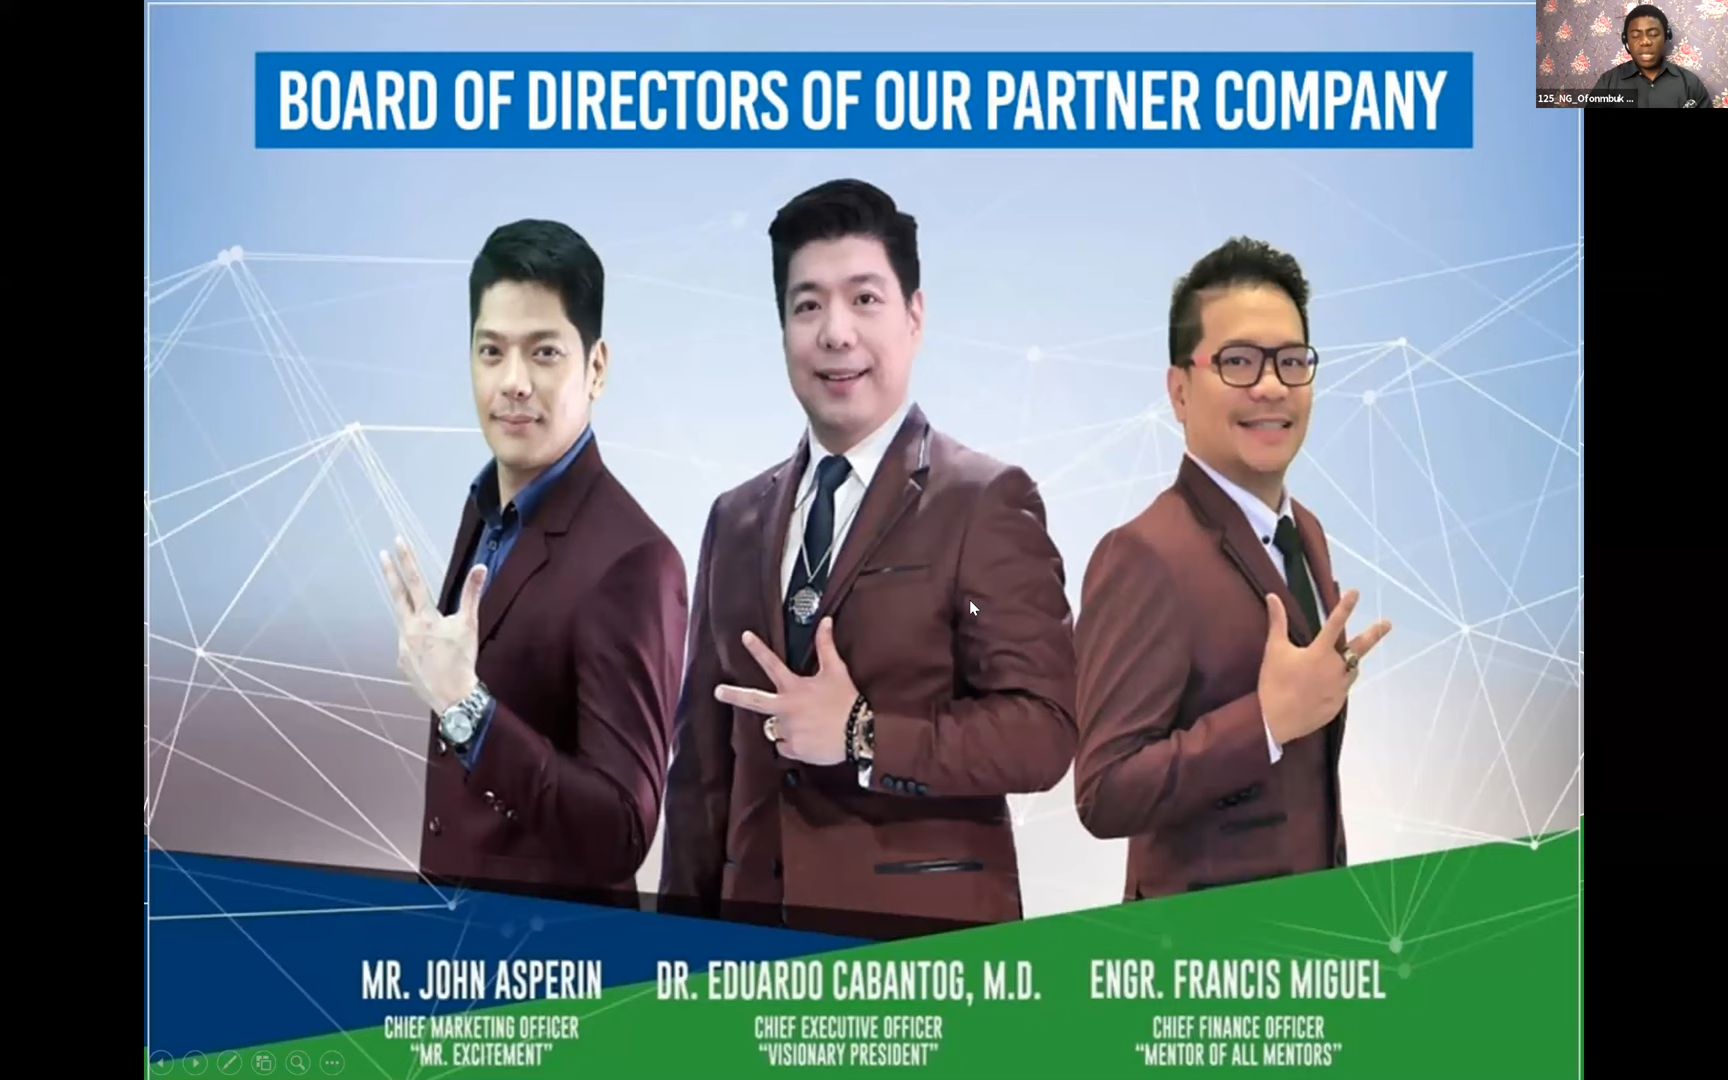 BOARD OF DIRECTORS OF OUR PARTNER COMPANY
125_NG_Ofonmbuk ...
MR. JOHN ASPERIN
CHIEF MARKETING OFFICER
"MR. EXCITEMENT"
DR. EDUARDO CABANTOG, M.D.
CHIEF EXECUTIVE OFFICER
"VISIONARY PRESIDENT"
ENGR. FRANCIS MIGUEL
CHIEF FINANCE OFFICER
"MENTOR OF ALL MENTORS"